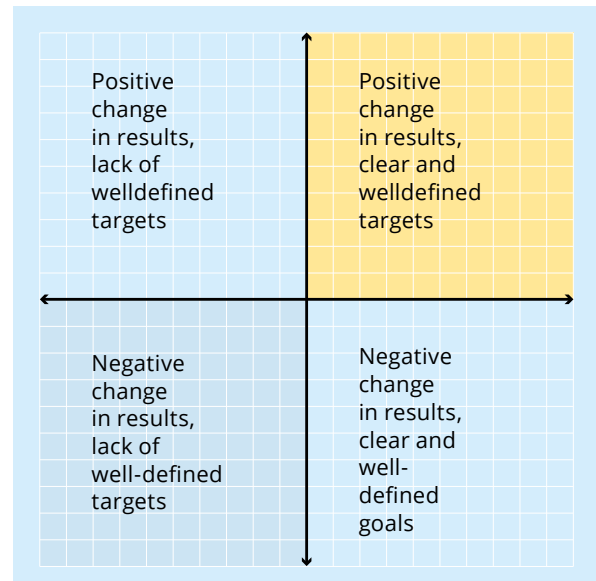 Positive
change
in results,
lack of
welldefined
targets
Positive
change
in results,
clear and
welldefined
targets
Negative
change
in results,
lack of
well-defined
targets
Negative
change
in results,
clear and
well-
defined
goals